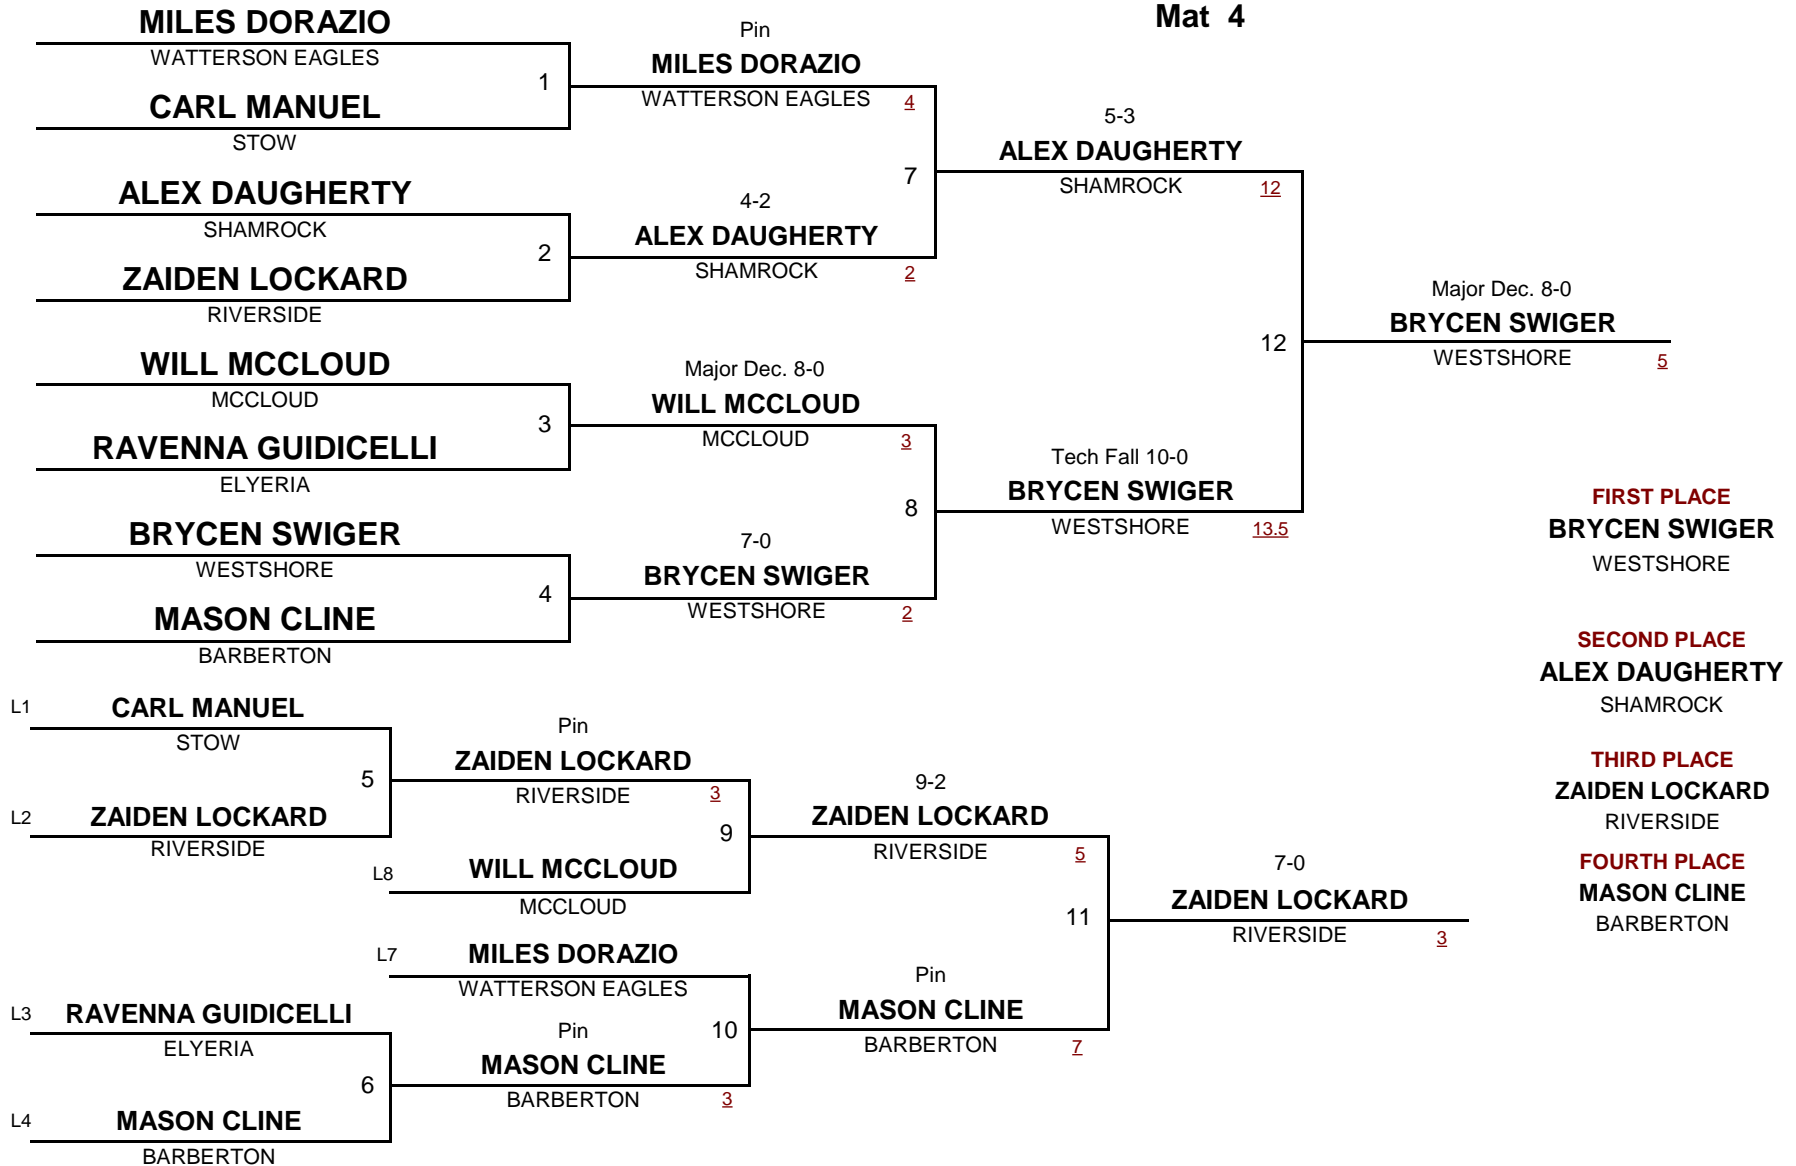 Mat 4
MILES DORAZIO
WATTERSON EAGLES
1
CARL MANUEL
STOW
ALEX DAUGHERTY
SHAMROCK
2
ZAIDEN LOCKARD
RIVERSIDE
WILL MCCLOUD
MCCLOUD
3
RAVENNA GUIDICELLI
ELYERIA
BRYCEN SWIGER
WESTSHORE
4
MASON CLINE
BARBERTON
Pin
MILES DORAZIO
WATTERSON EAGLES 4
7
4-2
ALEX DAUGHERTY
SHAMROCK 2
Major Dec. 8-0
WILL MCCLOUD
MCCLOUD 3
8
7-0
BRYCEN SWIGER
WESTSHORE 2
5-3
ALEX DAUGHERTY
SHAMROCK 12
12
Tech Fall 10-0
BRYCEN SWIGER
WESTSHORE 13.5
Major Dec. 8-0
BRYCEN SWIGER
WESTSHORE 5
FIRST PLACE
BRYCEN SWIGER
WESTSHORE
SECOND PLACE
ALEX DAUGHERTY
SHAMROCK
THIRD PLACE
ZAIDEN LOCKARD
RIVERSIDE
FOURTH PLACE
MASON CLINE
BARBERTON
L1 CARL MANUEL
STOW
5
L2 ZAIDEN LOCKARD
RIVERSIDE
Pin
ZAIDEN LOCKARD
RIVERSIDE 3
9
L8 WILL MCCLOUD
MCCLOUD
L7 MILES DORAZIO
WATTERSON EAGLES
10
L3 RAVENNA GUIDICELLI
ELYERIA
6
L4 MASON CLINE
BARBERTON
Pin
MASON CLINE
BARBERTON 3
9-2
ZAIDEN LOCKARD
RIVERSIDE 5
11
Pin
MASON CLINE
BARBERTON 7
7-0
ZAIDEN LOCKARD
RIVERSIDE 3